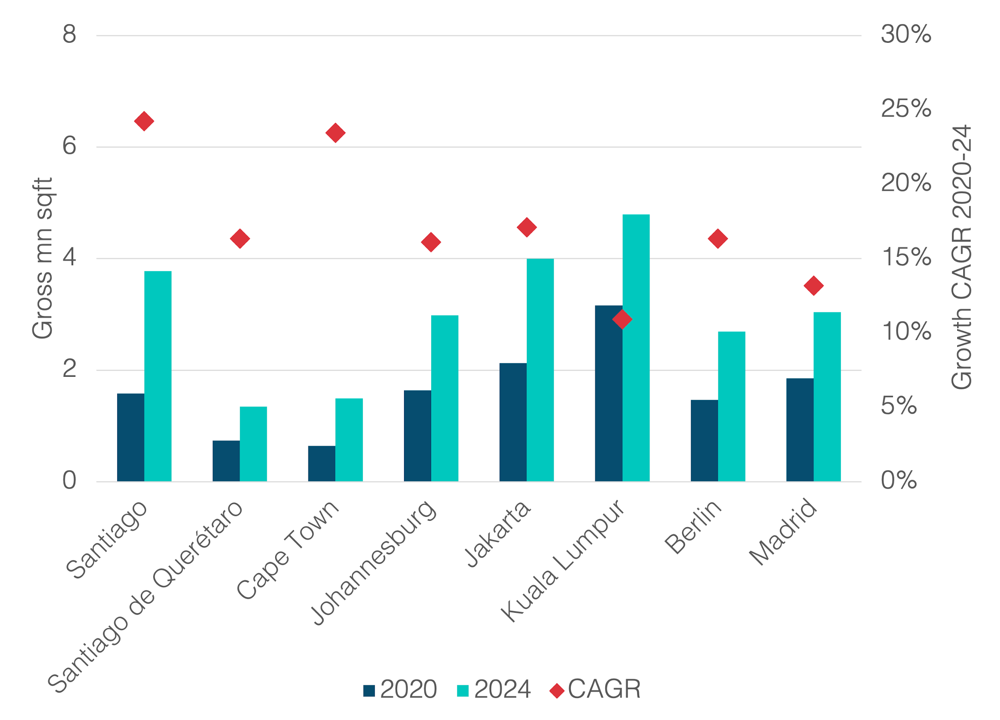 Gross mn sqft
8
6
4
2
0
30%
25%
20%
15%
10%
5%
0%
Growth CAGR 2020-24
Santiago
Santiago de Querétaro
Cape Town
Johannesburg
Jakarta
Kuala Lumpur
Berlin
Madrid
2020 2024 CAGR